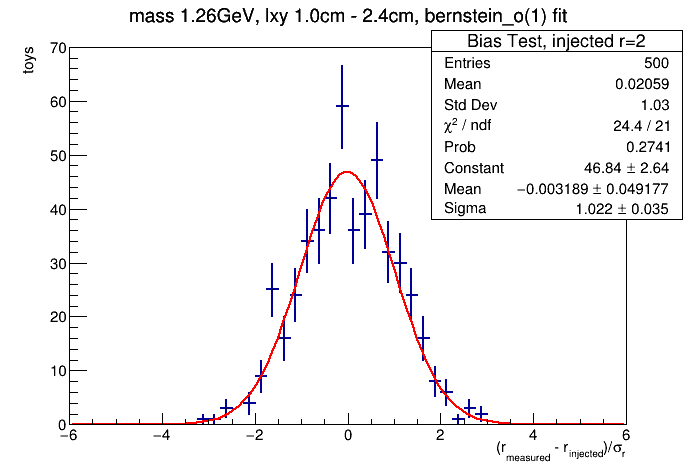 mass 1.26GeV, lxy 1.0cm - 2.4cm, bernstein_o(1) fit
toys
Bias Test, injected r=2
Entries 500
Mean 0.02059
Std Dev 1.03
χ² / ndf 24.4 / 21
Prob 0.2741
Constant 46.84 ± 2.64
Mean −0.003189 ± 0.049177
Sigma 1.022 ± 0.035
70
60
50
40
30
20
10
0
−6 −4 −2 0 2 4 6
(r_measured - r_injected)/σ_r